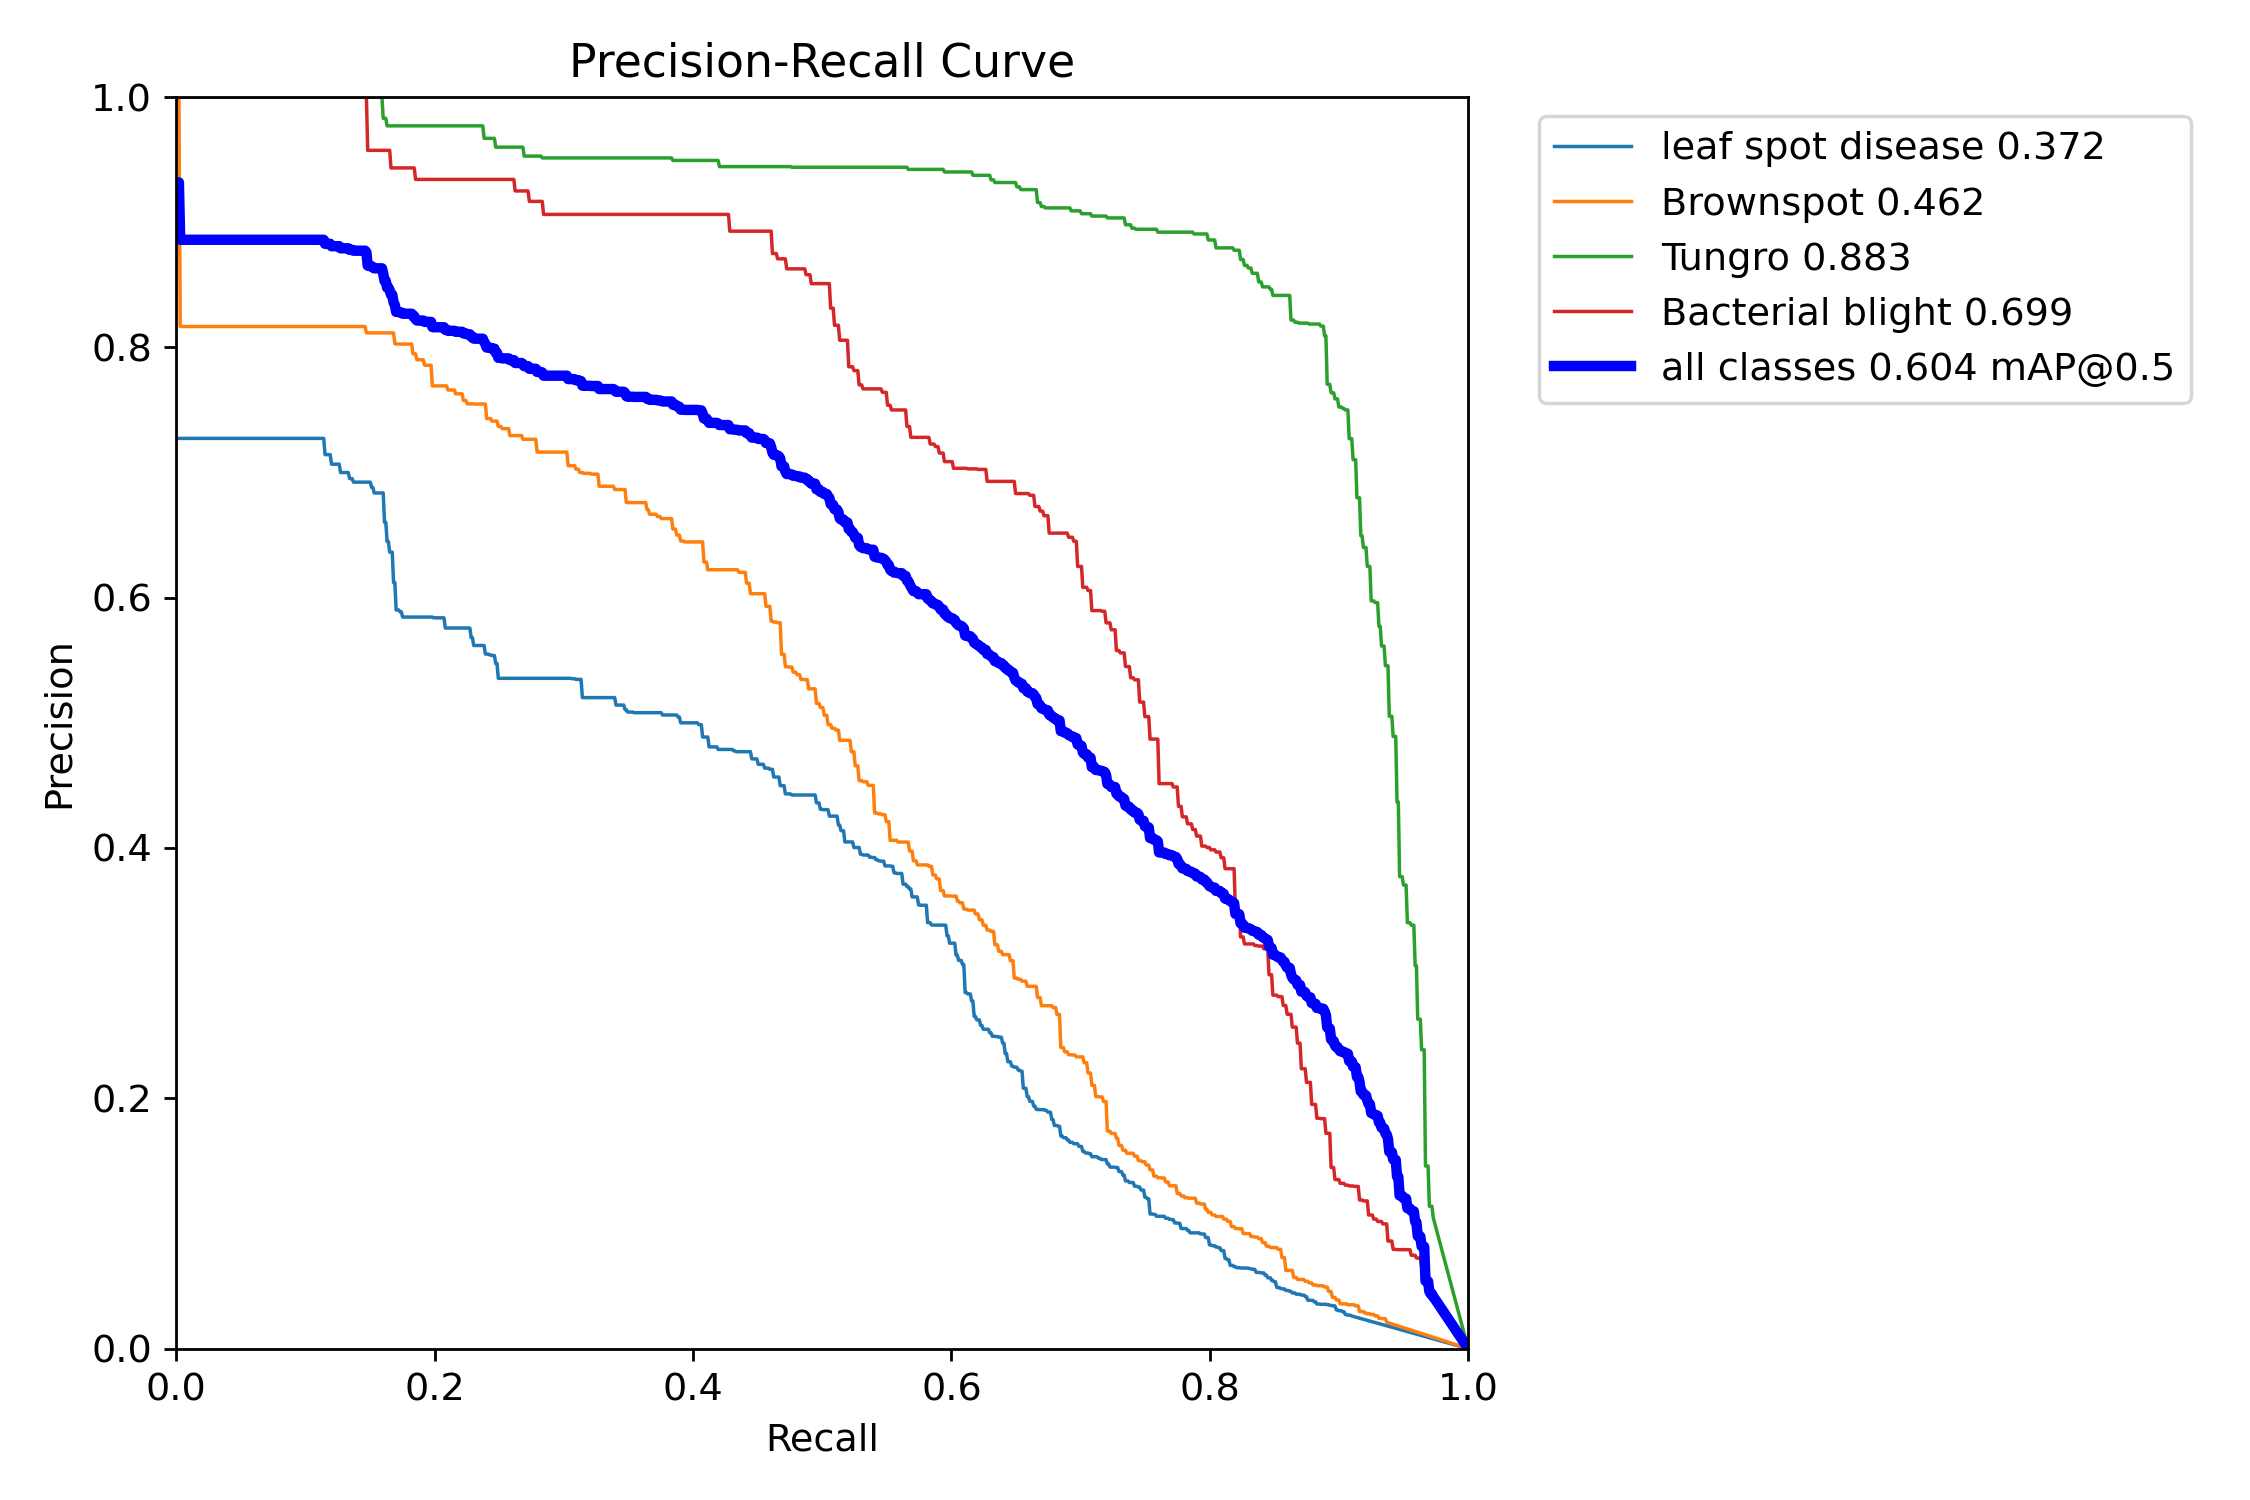 Precision-Recall Curve
1.0
0.8
0.6
0.4
0.2
0.0
Precision
0.0 0.2 0.4 0.6 0.8 1.0
Recall
leaf spot disease 0.372
Brownspot 0.462
Tungro 0.883
Bacterial blight 0.699
all classes 0.604 mAP@0.5